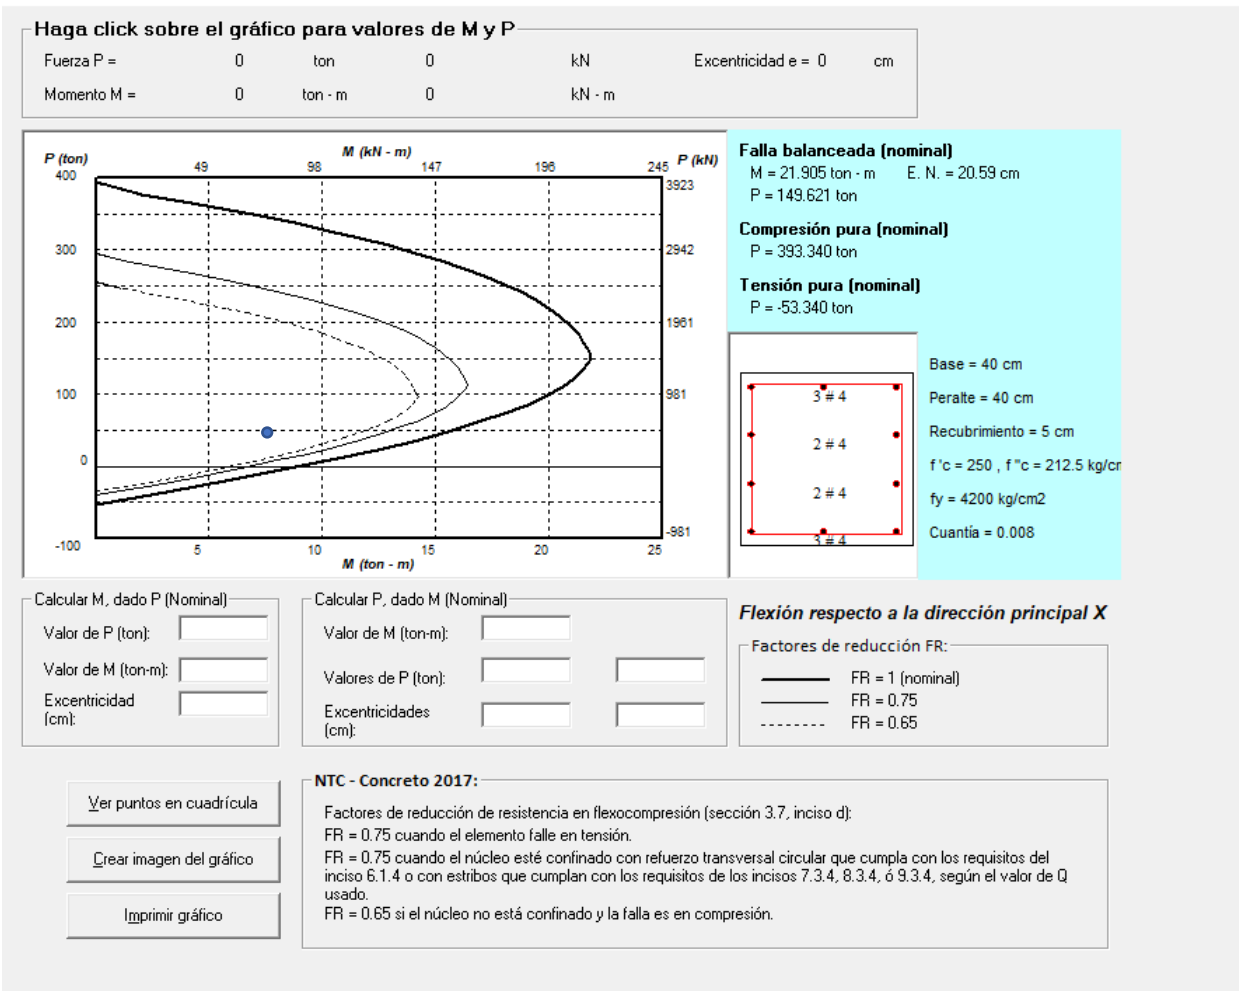 Haga click sobre el gráfico para valores de M y P
Fuerza P = 0 ton 0 kN Excentricidad e = 0 cm
Momento M = 0 ton - m 0 kN - m
P (ton) M (kN - m) P (kN)
49 98 147 196 245
400 3923
300 2942
200 1961
100 981
0
-100 -981
5 10 15 20 25
M (ton - m)
Falla balanceada (nominal)
M = 21.905 ton - m E. N. = 20.59 cm
P = 149.621 ton
Compresión pura (nominal)
P = 393.340 ton
Tensión pura (nominal)
P = -53.340 ton
3 # 4
2 # 4
2 # 4
3 # 4
Base = 40 cm
Peralte = 40 cm
Recubrimiento = 5 cm
f 'c = 250 , f "c = 212.5 kg/cm
fy = 4200 kg/cm2
Cuantía = 0.008
Calcular M, dado P (Nominal)
Valor de P (ton):
Valor de M (ton-m):
Excentricidad
(cm):
Calcular P, dado M (Nominal)
Valor de M (ton-m):
Valores de P (ton):
Excentricidades
(cm):
Flexión respecto a la dirección principal X
Factores de reducción FR:
FR = 1 (nominal)
FR = 0.75
FR = 0.65
Ver puntos en cuadrícula
Crear imagen del gráfico
Imprimir gráfico
NTC - Concreto 2017:
Factores de reducción de resistencia en flexocompresión (sección 3.7, inciso d):
FR = 0.75 cuando el elemento falle en tensión.
FR = 0.75 cuando el núcleo esté confinado con refuerzo transversal circular que cumpla con los requisitos del
inciso 6.1.4 o con estribos que cumplan con los requisitos de los incisos 7.3.4, 8.3.4, ó 9.3.4, según el valor de Q
usado.
FR = 0.65 si el núcleo no está confinado y la falla es en compresión.